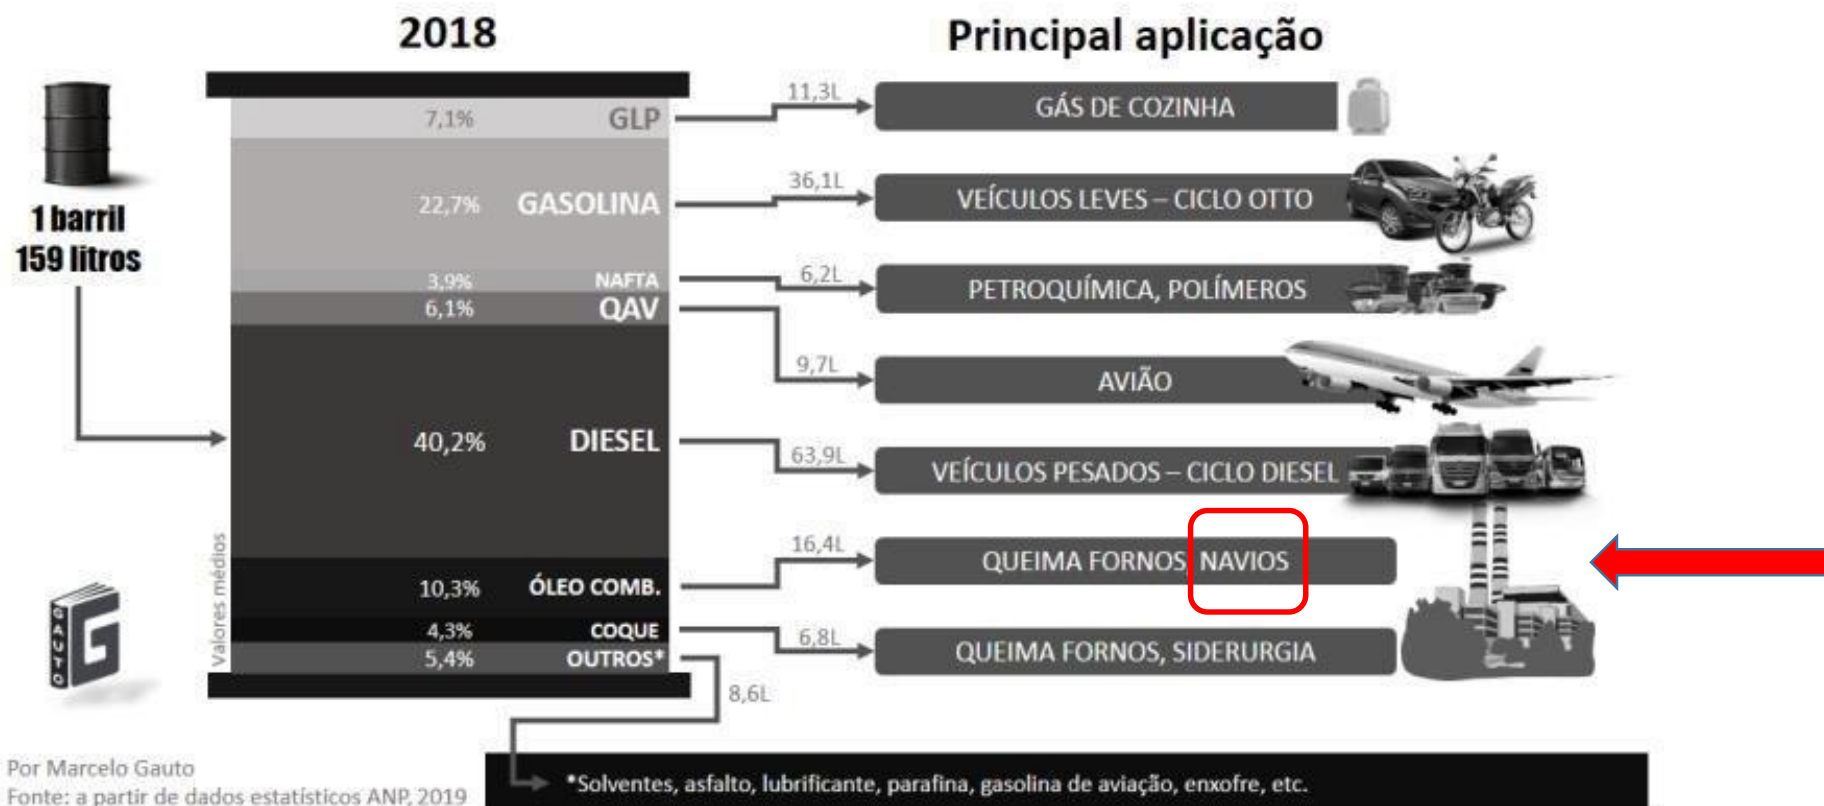 2018
Principal aplicação
1 barril
159 litros
7,1% GLP
11,3L
GÁS DE COZINHA
22,7% GASOLINA
36,1L
VEÍCULOS LEVES – CICLO OTTO
3,9% NAFTA
6,2L
PETROQUÍMICA, POLÍMEROS
6,1% QAV
9,7L
AVIÃO
40,2% DIESEL
63,9L
VEÍCULOS PESADOS – CICLO DIESEL
10,3% ÓLEO COMB.
16,4L
QUEIMA FORNOS, NAVIOS
4,3% COQUE
6,8L
QUEIMA FORNOS, SIDERURGIA
5,4% OUTROS*
8,6L
Valores médios
GAUTO
G
*Solventes, asfalto, lubrificante, parafina, gasolina de aviação, enxofre, etc.
Por Marcelo Gauto
Fonte: a partir de dados estatísticos ANP, 2019